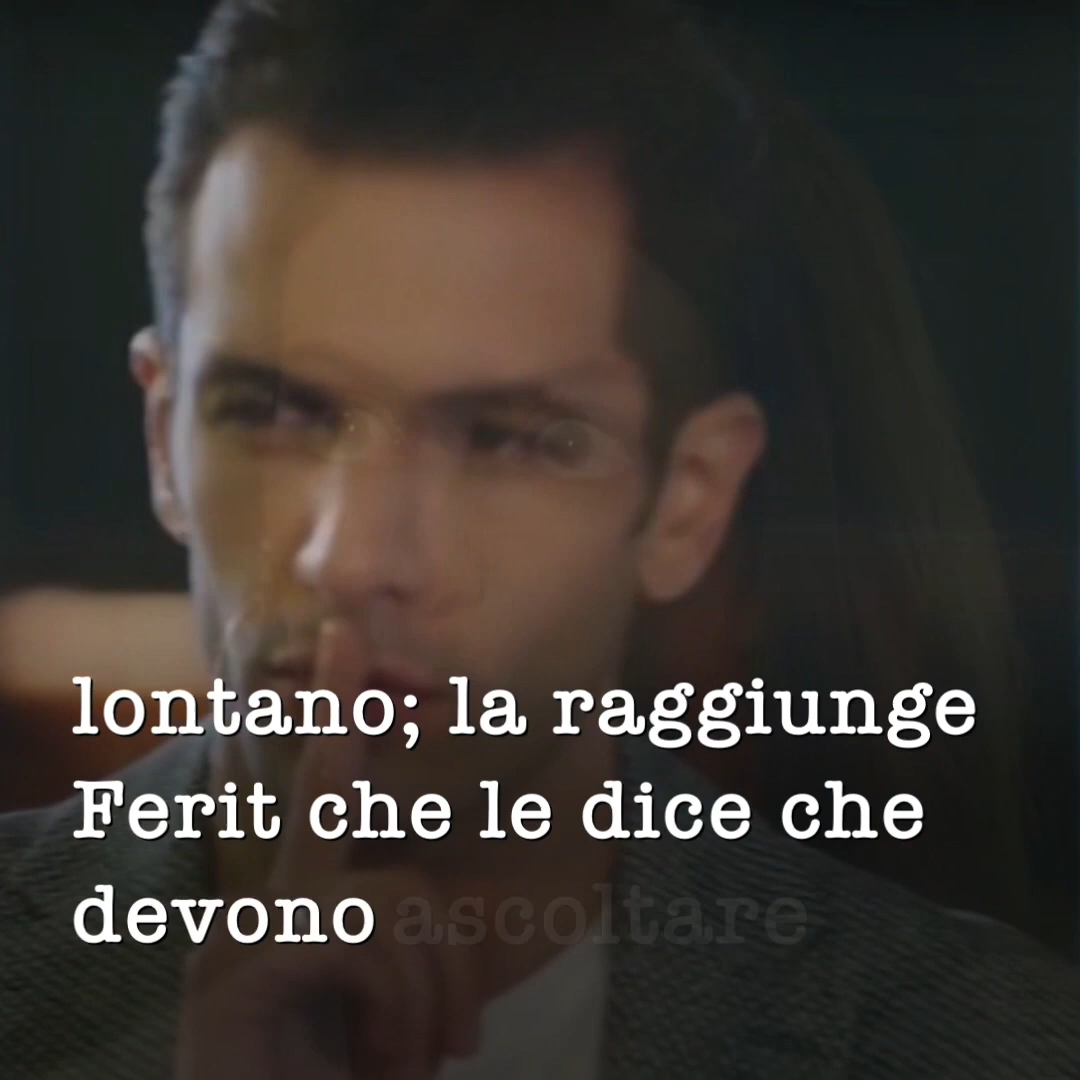 lontano; la raggiunge
Ferit che le dice che
devono ascoltare